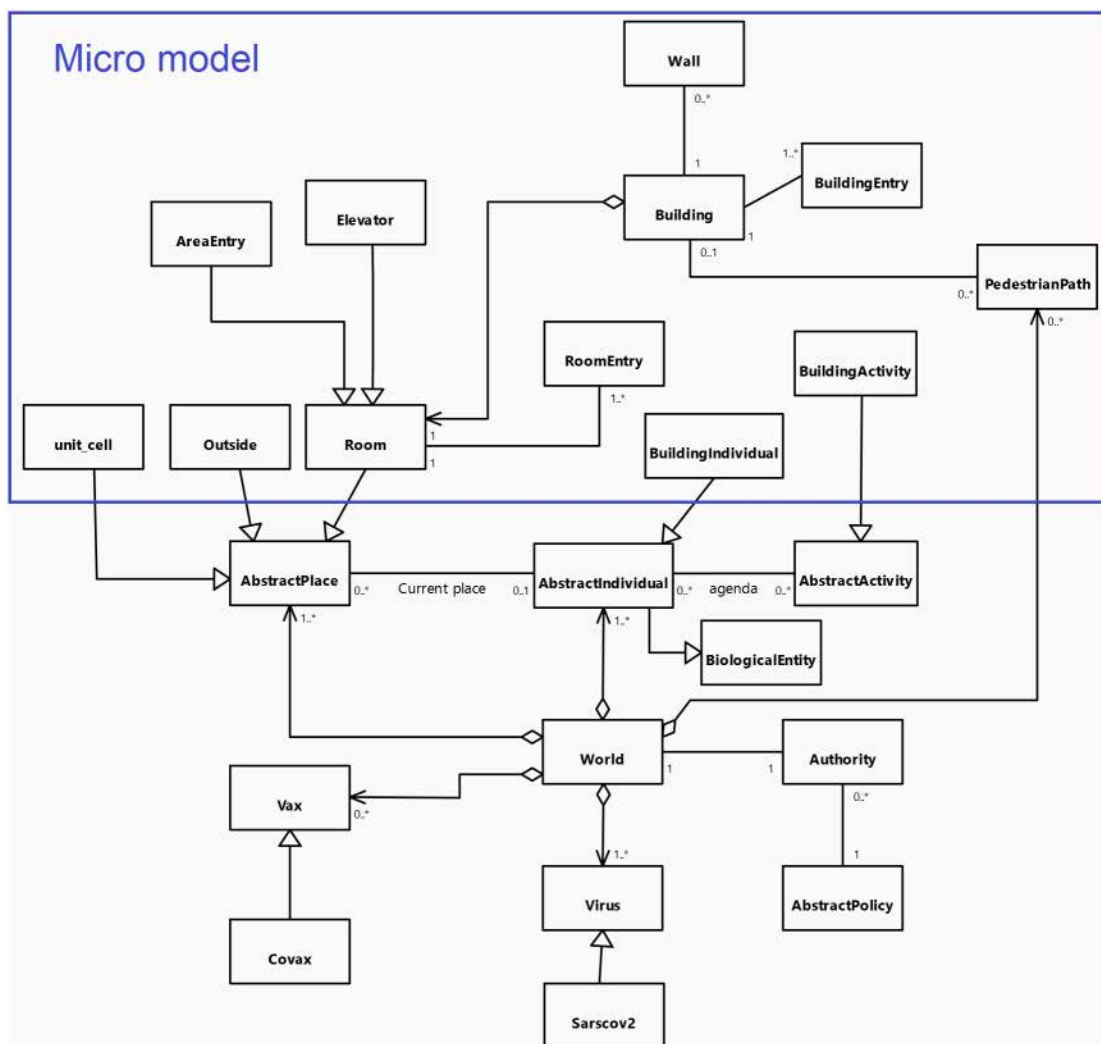 Micro model
Wall
0..*
1
1..*
BuildingEntry
Building
1
0..1
Elevator
AreaEntry
PedestrianPath
0..*
0..*
RoomEntry
1..*
BuildingActivity
unit_cell
Outside
Room
1
1
BuildingIndividual
AbstractPlace
0..*
Current place
0..1
AbstractIndividual
0..*
agenda
0..*
AbstractActivity
1..*
1..*
BiologicalEntity
World
1
1
Authority
Vax
0..*
0..*
1..*
1
Virus
AbstractPolicy
Covax
Sarscov2